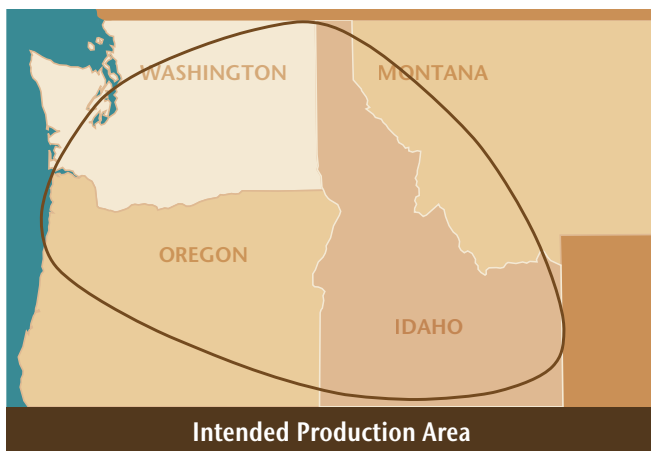 WASHINGTON
MONTANA
OREGON
IDAHO
Intended Production Area